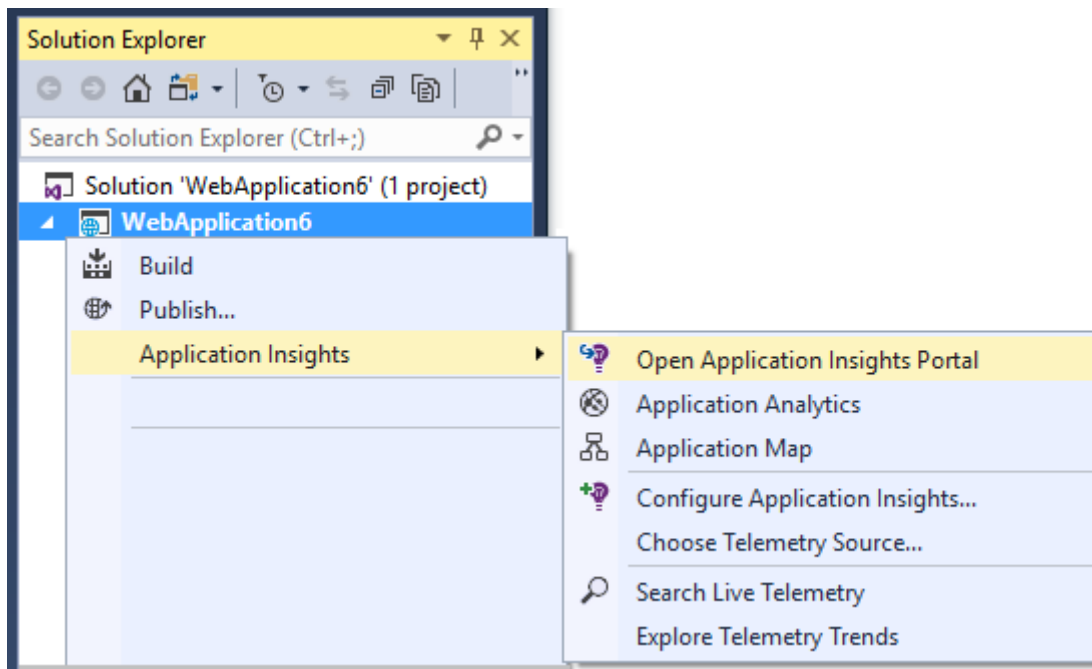 Solution Explorer
Search Solution Explorer (Ctrl+;)
Solution 'WebApplication6' (1 project)
WebApplication6
Build
Publish...
Application Insights
Open Application Insights Portal
Application Analytics
Application Map
Configure Application Insights...
Choose Telemetry Source...
Search Live Telemetry
Explore Telemetry Trends